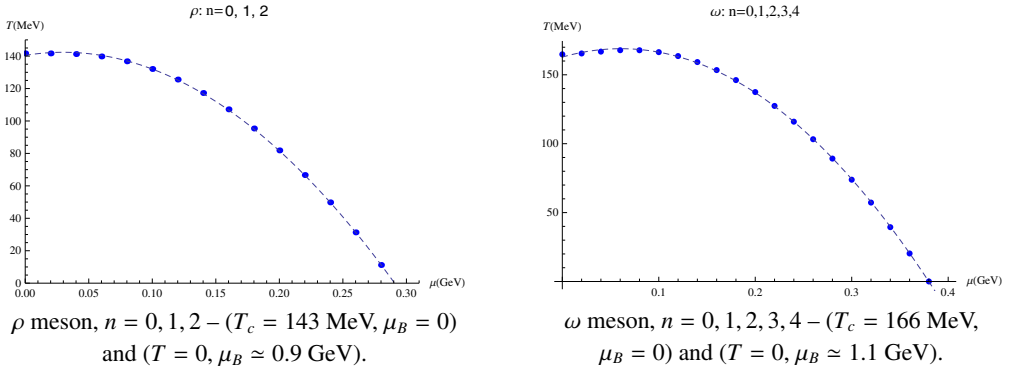 ρ: n=0, 1, 2
T(MeV)
140
120
100
80
60
40
20
0
0.00 0.05 0.10 0.15 0.20 0.25 0.30
μ(GeV)
ρ meson, n = 0, 1, 2 – (T_c = 143 MeV, μ_B = 0)
and (T = 0, μ_B ≃ 0.9 GeV).
ω: n=0,1,2,3,4
T(MeV)
150
100
50
0.1 0.2 0.3 0.4
μ(GeV)
ω meson, n = 0, 1, 2, 3, 4 – (T_c = 166 MeV,
μ_B = 0) and (T = 0, μ_B ≃ 1.1 GeV).